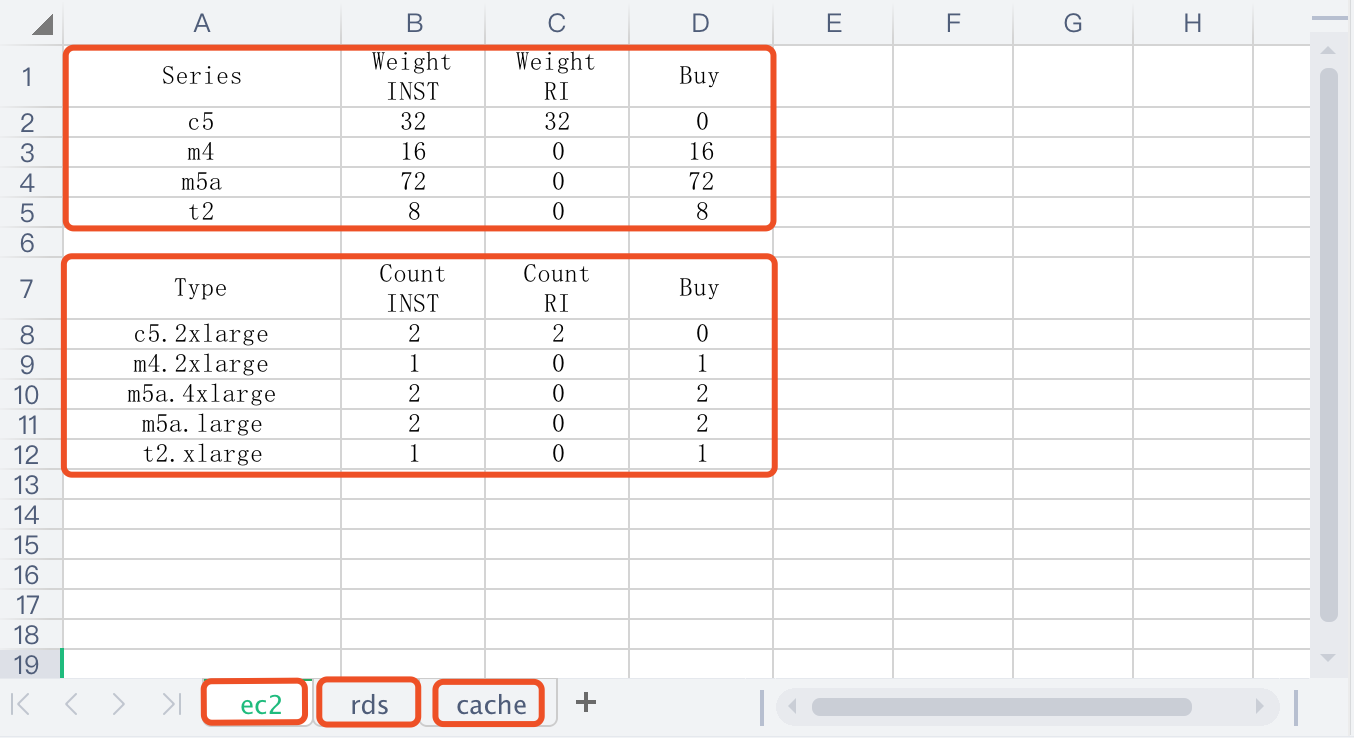 A B C D E F G H
1 Series Weight INST Weight RI Buy
2 c5 32 32 0
3 m4 16 0 16
4 m5a 72 0 72
5 t2 8 0 8
6
7 Type Count INST Count RI Buy
8 c5.2xlarge 2 2 0
9 m4.2xlarge 1 0 1
10 m5a.4xlarge 2 0 2
11 m5a.large 2 0 2
12 t2.xlarge 1 0 1
13
14
15
16
17
18
19
ec2 rds cache +